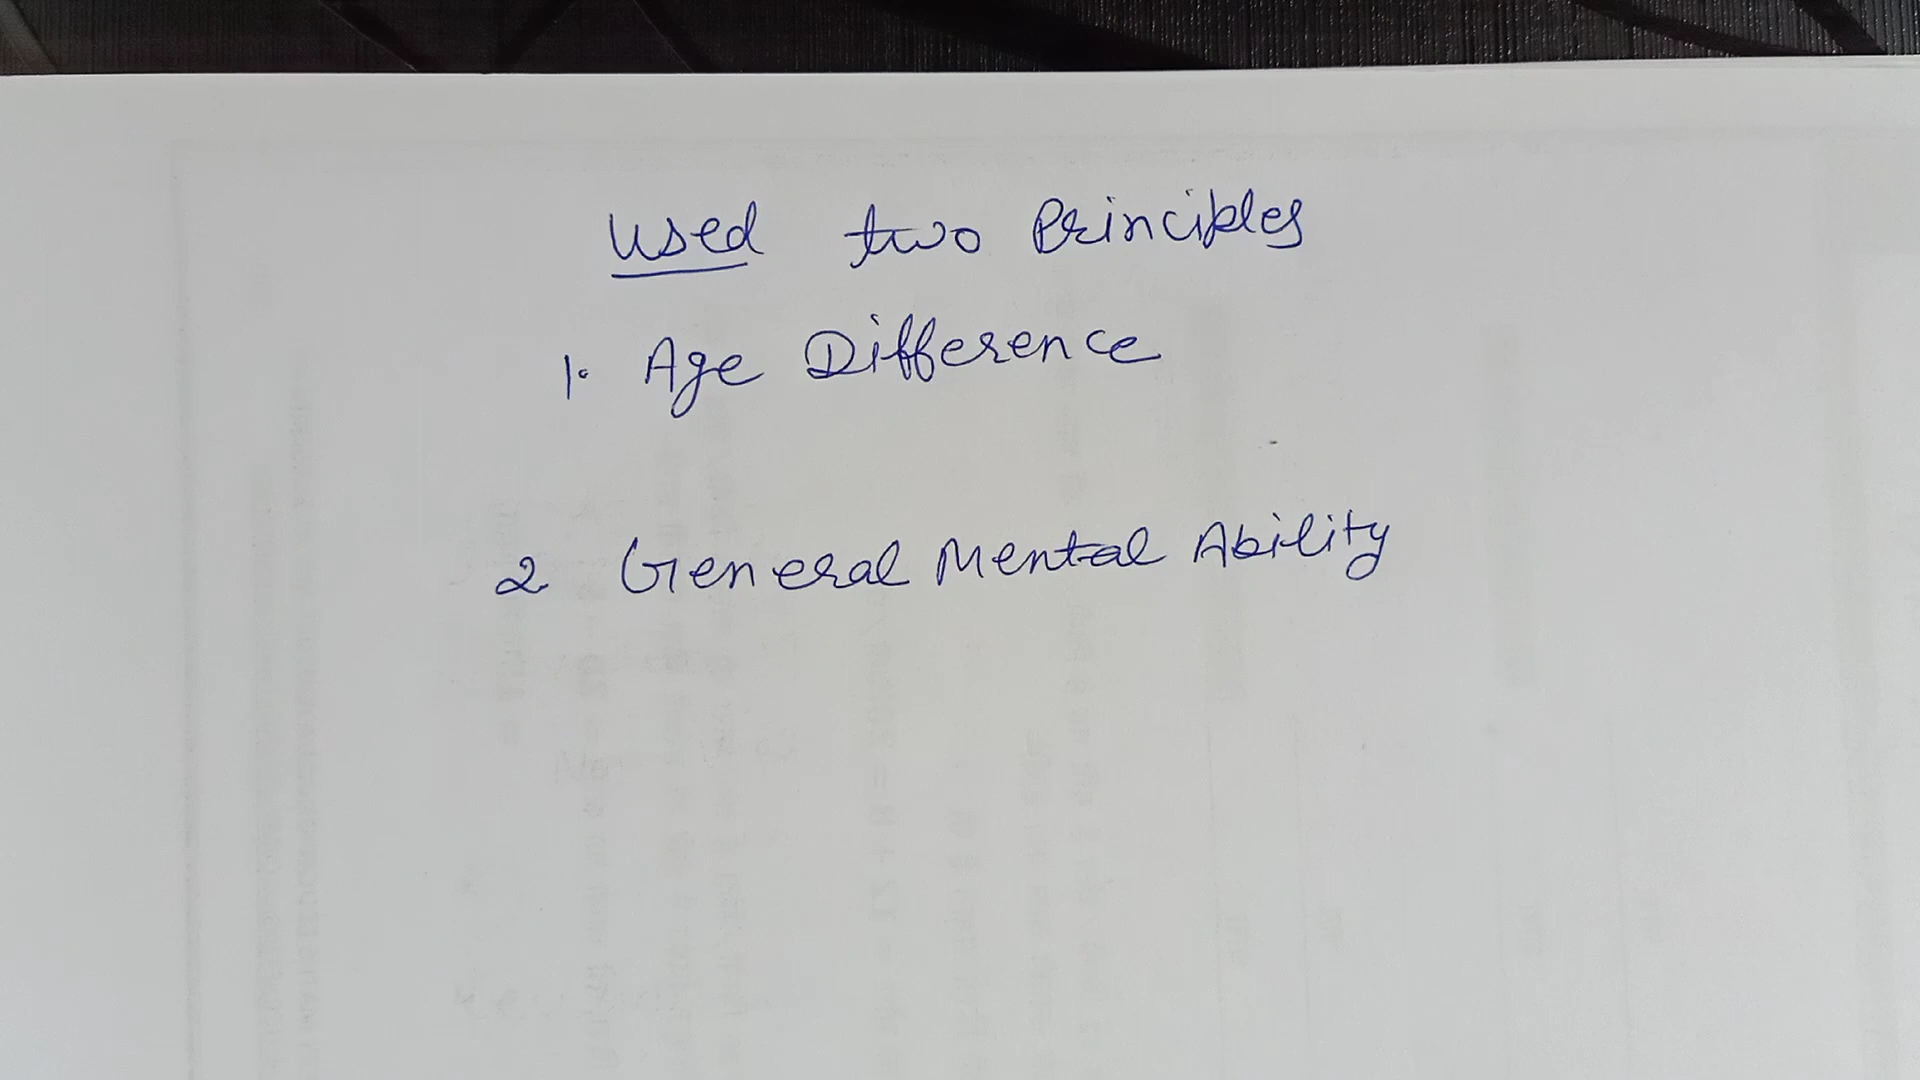 Used two Principles
1. Age Difference
2 General Mental Ability